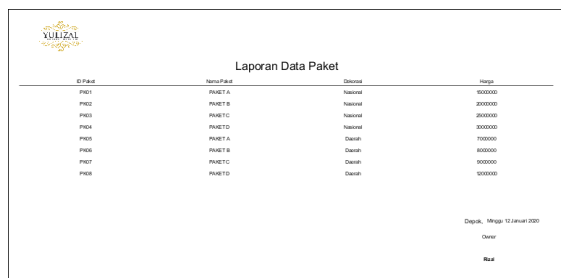 YULIZAL
Laporan Data Paket
ID Paket Nama Paket Dekorasi Harga
PK01 PAKET A Nasional 15000000
PK02 PAKET B Nasional 20000000
PK03 PAKET C Nasional 25000000
PK04 PAKET D Nasional 30000000
PK05 PAKET A Daerah 7000000
PK06 PAKET B Daerah 8000000
PK07 PAKET C Daerah 9000000
PK08 PAKET D Daerah 12000000
Depok, Minggu 12 Januari 2020
Owner